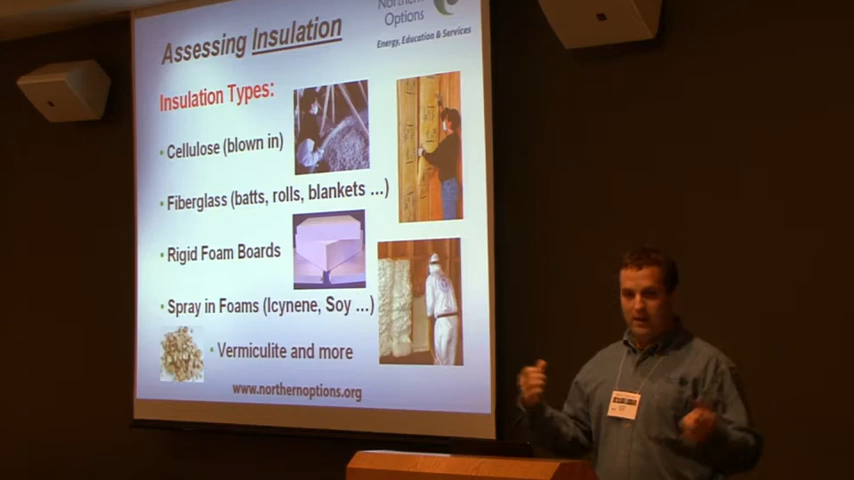 Northern
Options
Energy, Education & Services
Assessing Insulation
Insulation Types:
• Cellulose (blown in)
• Fiberglass (batts, rolls, blankets ...)
• Rigid Foam Boards
• Spray in Foams (Icynene, Soy ...)
• Vermiculite and more
www.northernoptions.org